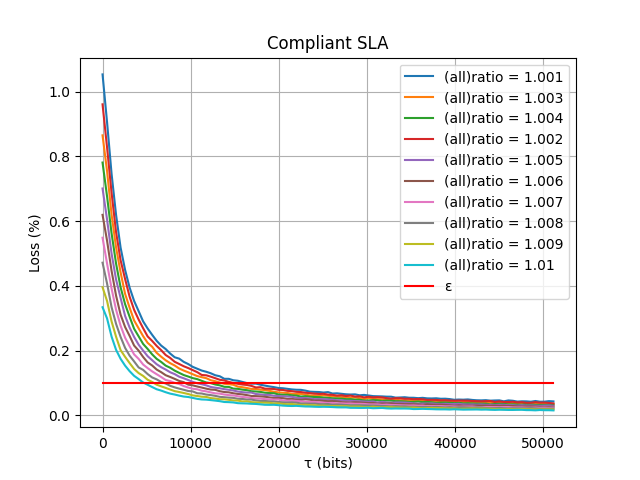 Compliant SLA
Loss (%)
1.0
0.8
0.6
0.4
0.2
0.0
(all)ratio = 1.001
(all)ratio = 1.003
(all)ratio = 1.004
(all)ratio = 1.002
(all)ratio = 1.005
(all)ratio = 1.006
(all)ratio = 1.007
(all)ratio = 1.008
(all)ratio = 1.009
(all)ratio = 1.01
ε
0 10000 20000 30000 40000 50000
τ (bits)